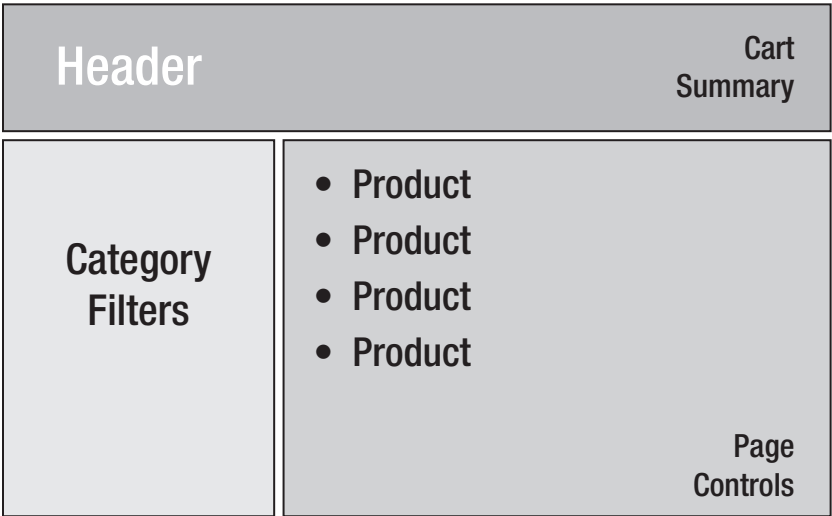 Header
Cart
Summary
Category
Filters
• Product
• Product
• Product
• Product
Page
Controls